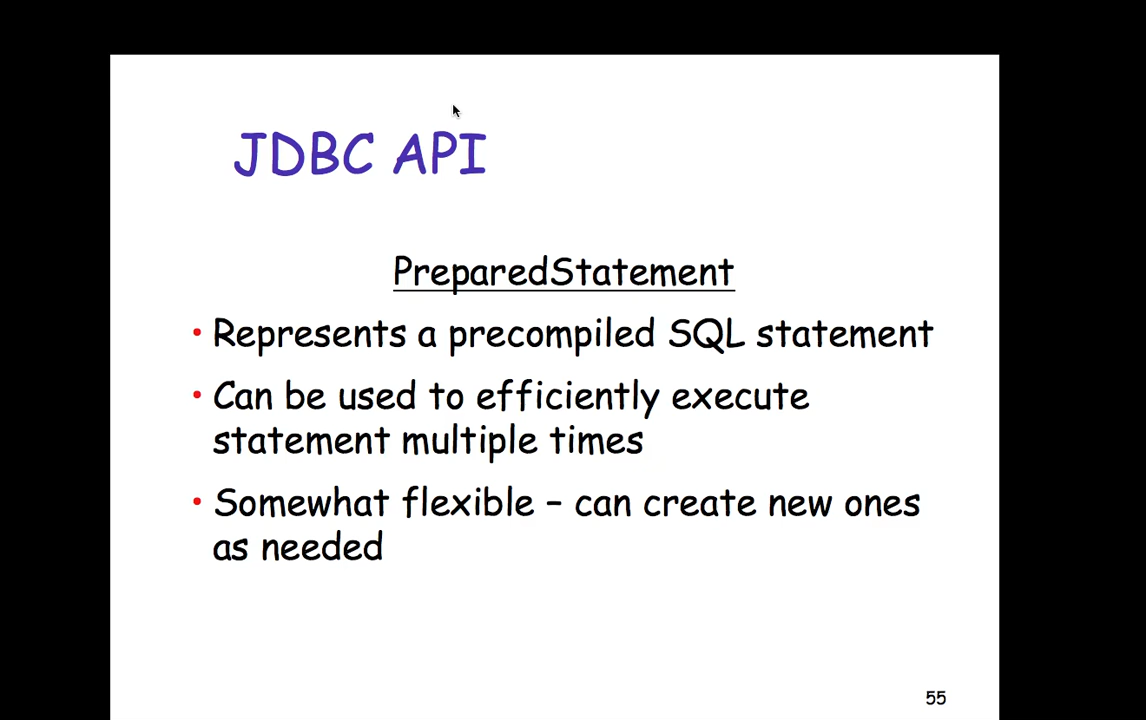 JDBC API
PreparedStatement
• Represents a precompiled SQL statement
• Can be used to efficiently execute
statement multiple times
• Somewhat flexible – can create new ones
as needed
55